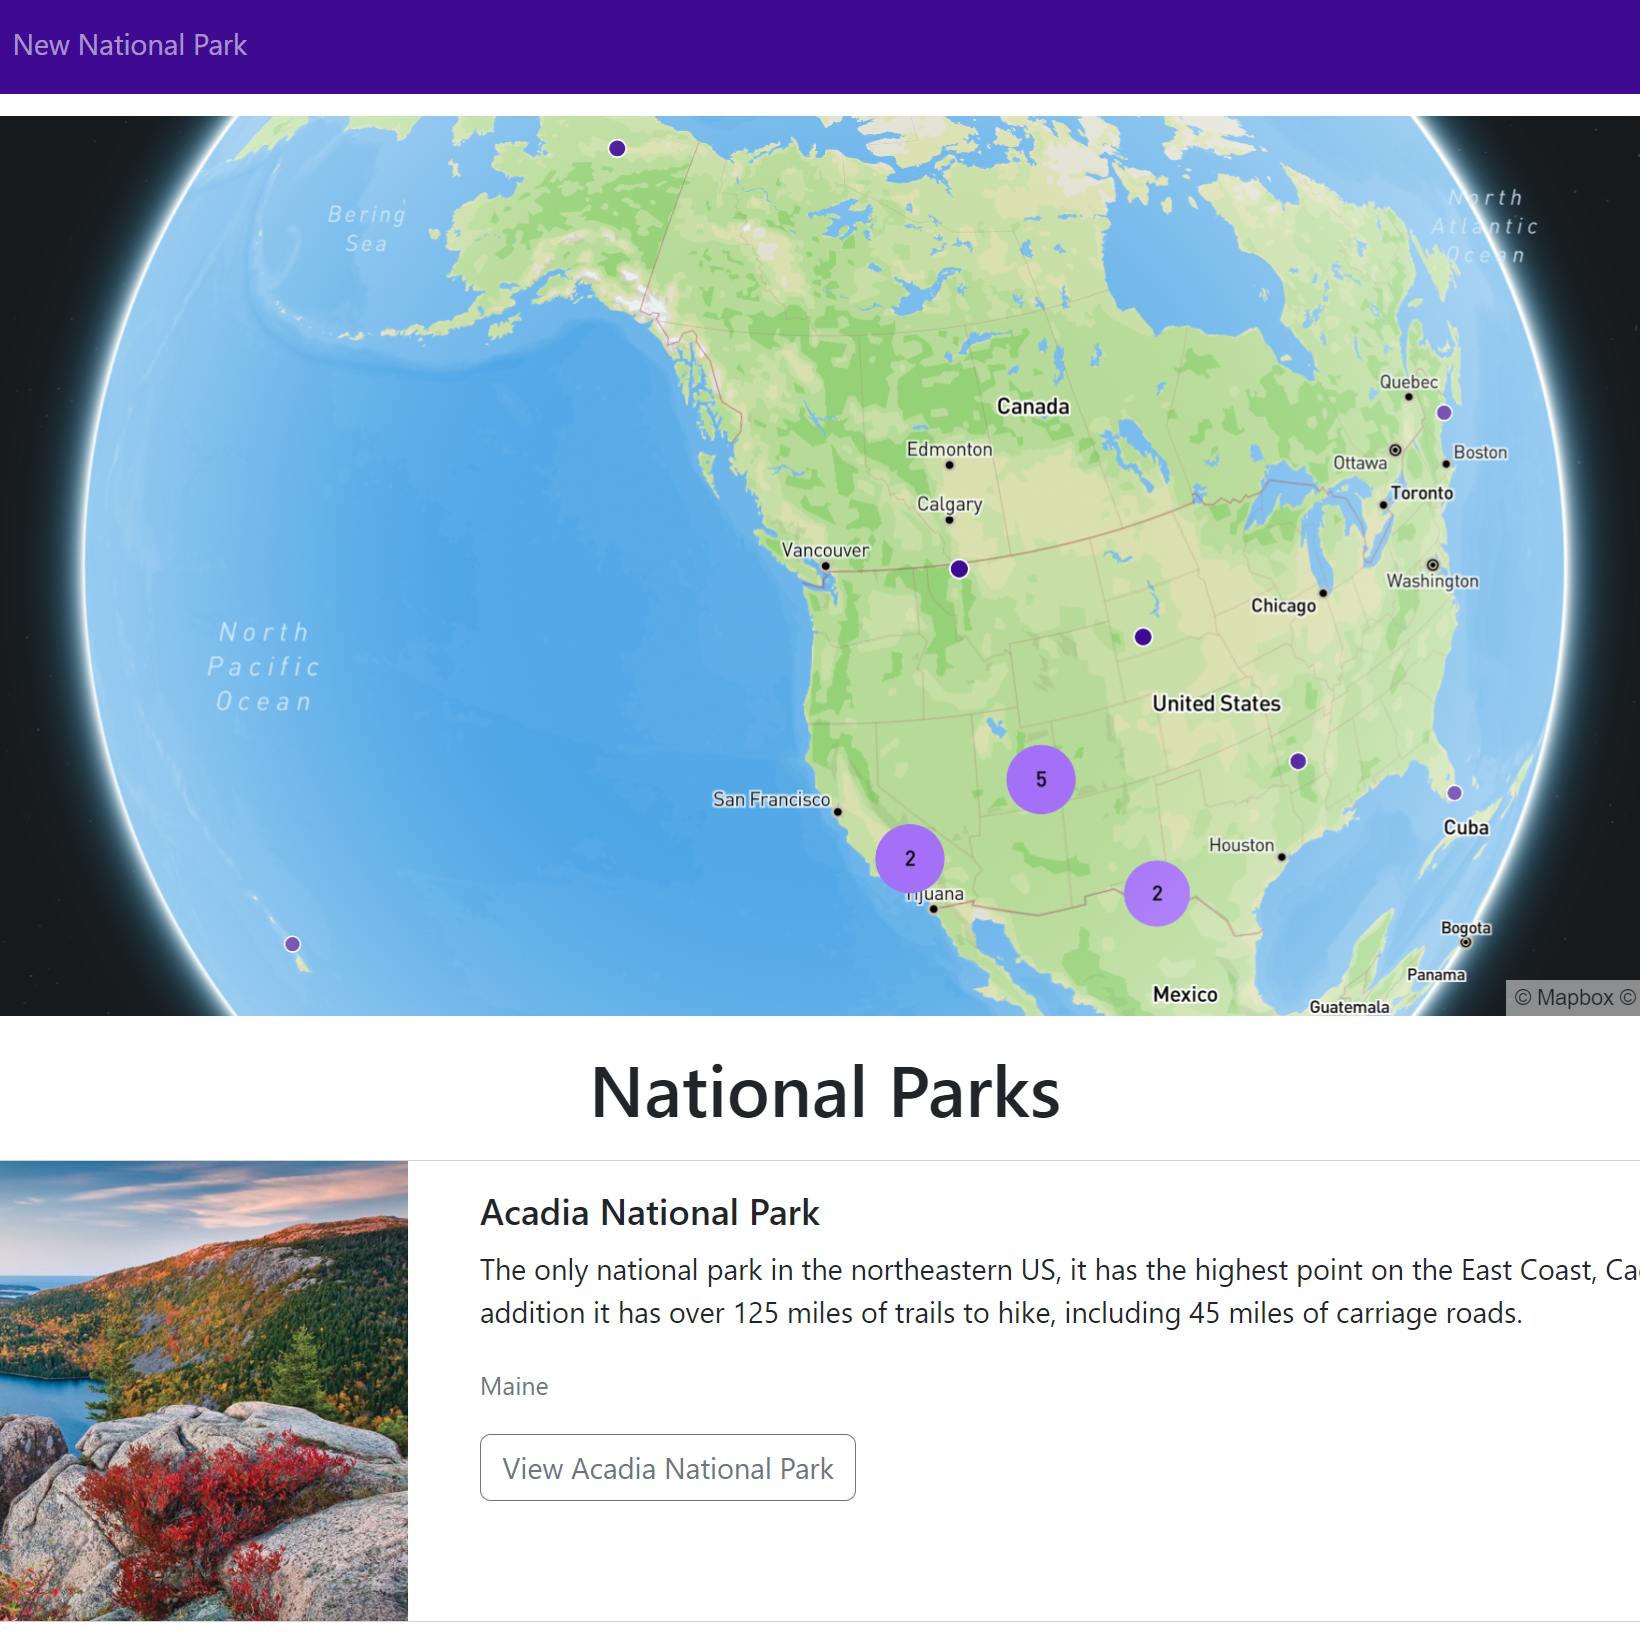 New National Park
Bering
Sea
North
Atlantic
Ocean
Quebec
Canada
Edmonton
Ottawa
Boston
Toronto
Calgary
Vancouver
Washington
Chicago
North
Pacific
Ocean
United States
5
San Francisco
Cuba
Houston
2
Tijuana
2
Bogota
Panama
Mexico
Guatemala
© Mapbox ©
National Parks
Acadia National Park
The only national park in the northeastern US, it has the highest point on the East Coast, Ca
addition it has over 125 miles of trails to hike, including 45 miles of carriage roads.
Maine
View Acadia National Park